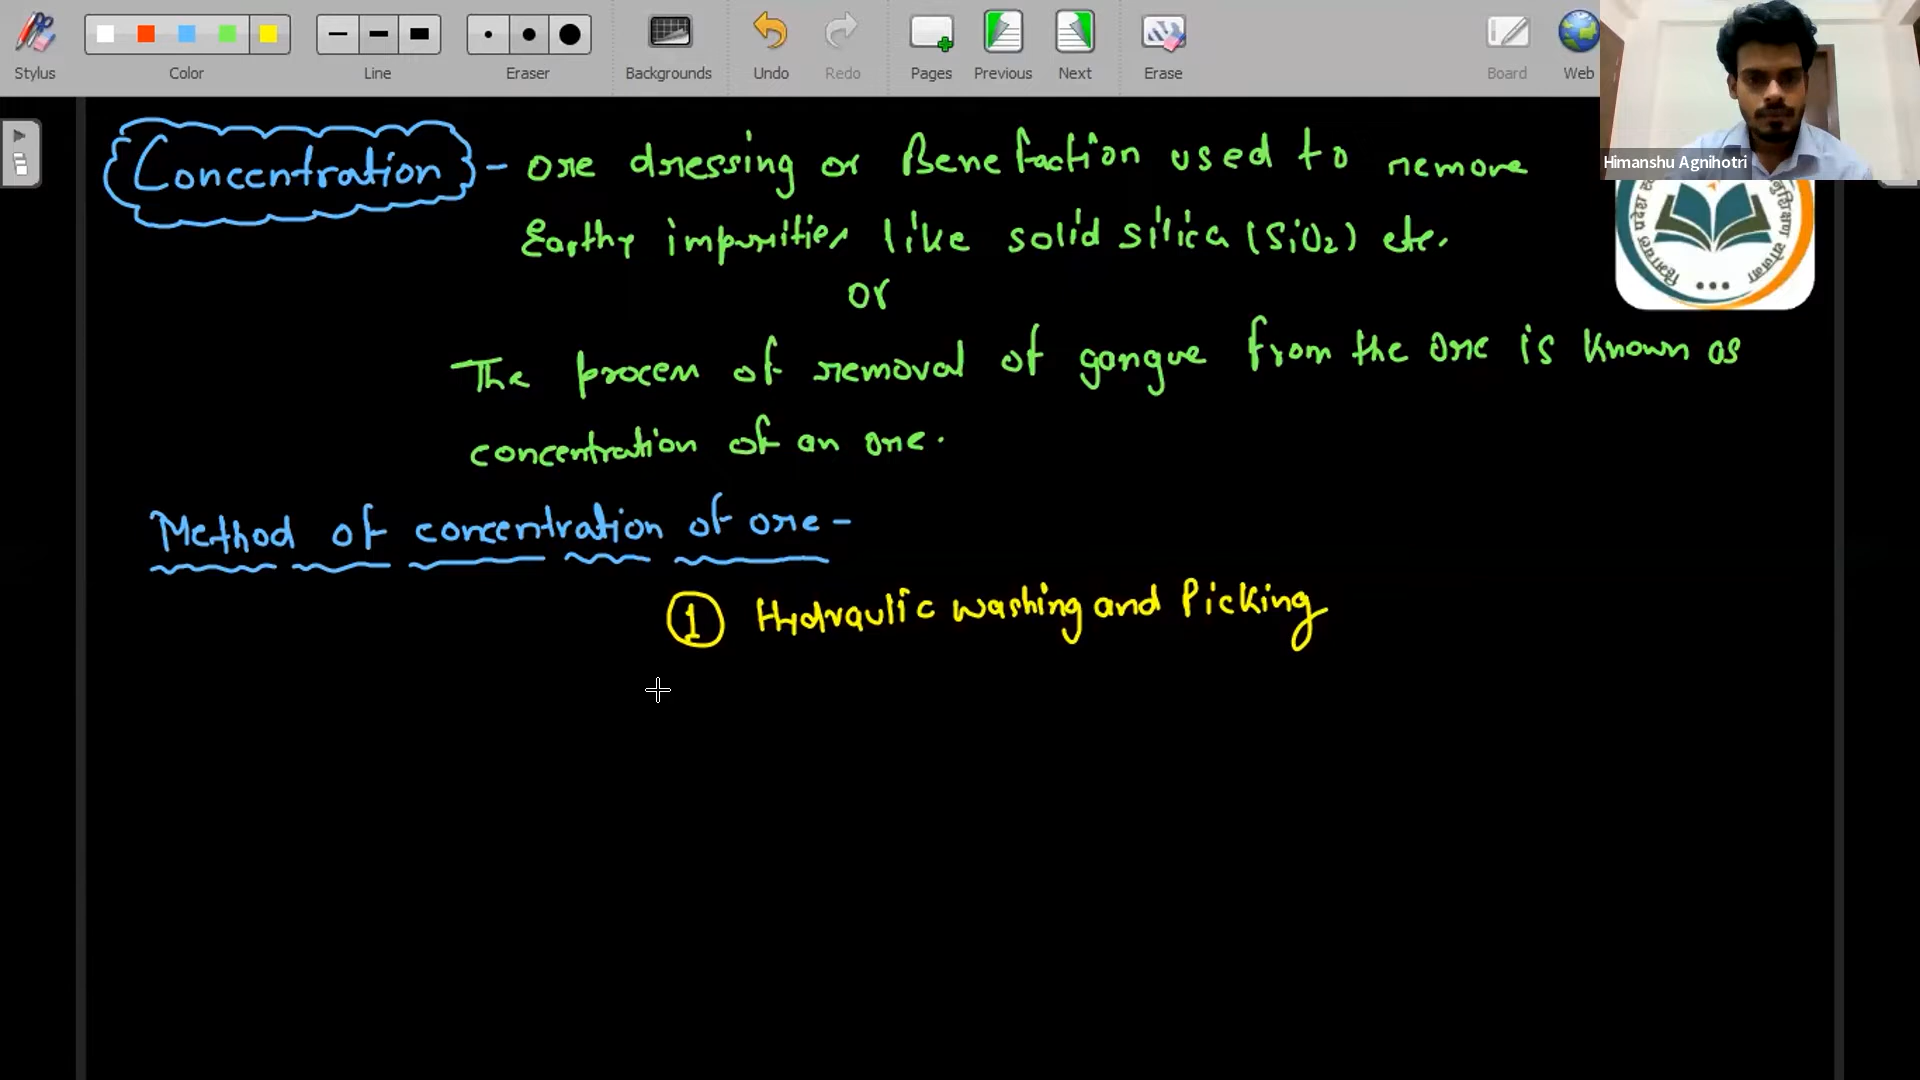 Stylus Color Line Eraser Backgrounds Undo Redo Pages Previous Next Erase Board Web
Himanshu Agnihotri
Concentration - ore dressing or Benefaction used to remove
Earthy impurities like solid silica (SiO₂) etc.
or
The process of removal of gangue from the ore is known as
concentration of an ore.
Method of concentration of ore-
① Hydraulic washing and Picking